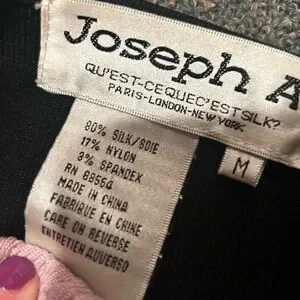 Joseph A
QU'EST-CEQUEC'ESTSILK?
PARIS-LONDON-NEW YORK
M
80% SILK/SOIE
17% NYLON
3% SPANDEX
RN 88564
MADE IN CHINA
FABRIQUE EN CHINE
CARE ON REVERSE
ENTRETIEN AUVERSO